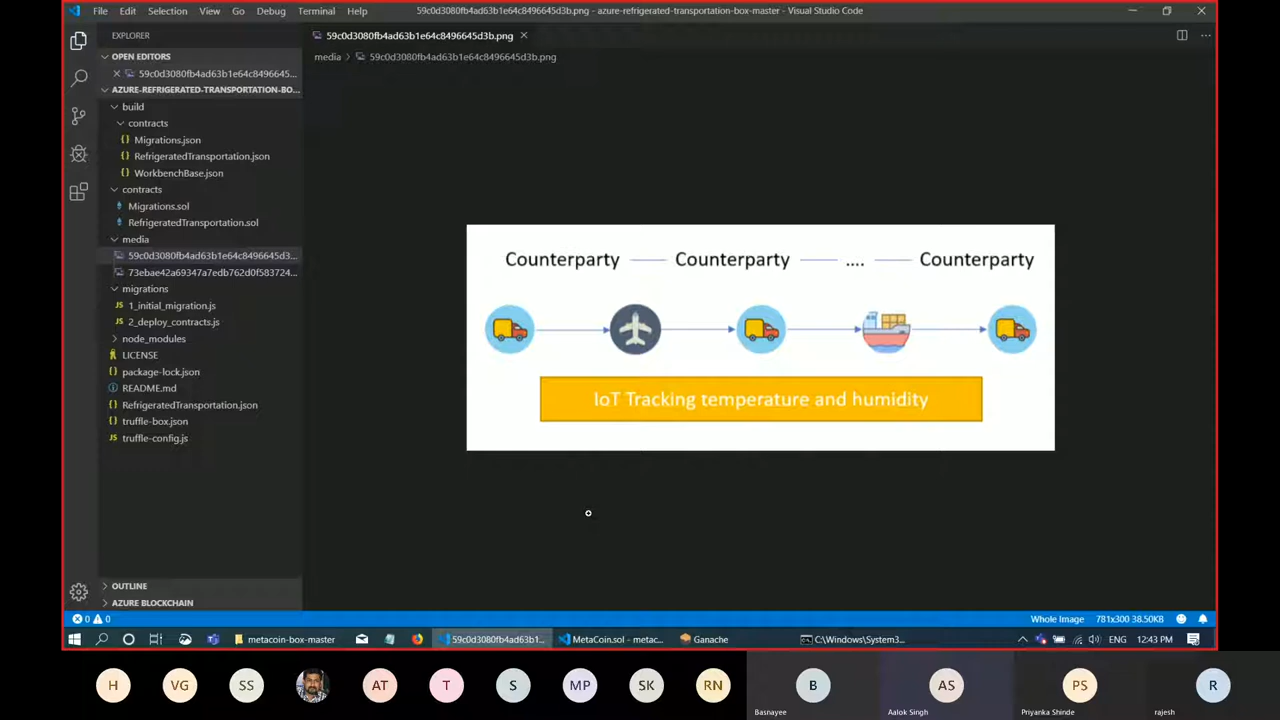 File Edit Selection View Go Debug Terminal Help
59c0d3080fb4ad63b1e64c8496645d3b.png - azure-refrigerated-transportation-box-master - Visual Studio Code
EXPLORER
59c0d3080fb4ad63b1e64c8496645d3b.png
OPEN EDITORS
media > 59c0d3080fb4ad63b1e64c8496645d3b.png
59c0d3080fb4ad63b1e64c8496645...
AZURE-REFRIGERATED-TRANSPORTATION-BO...
build
contracts
Migrations.json
RefrigeratedTransportation.json
WorkbenchBase.json
contracts
Migrations.sol
RefrigeratedTransportation.sol
media
59c0d3080fb4ad63b1e64c8496645d3...
73ebae42a69347a7edb762d0f583724...
migrations
1_initial_migration.js
2_deploy_contracts.js
node_modules
LICENSE
package-lock.json
README.md
RefrigeratedTransportation.json
truffle-box.json
truffle-config.js
Counterparty Counterparty .... Counterparty
IoT Tracking temperature and humidity
OUTLINE
AZURE BLOCKCHAIN
0 0
Whole Image 781x300 38.50KB
metacoin-box-master 59c0d3080fb4ad63b1... MetaCoin.sol - metac... Ganache C:\Windows\System3... ENG 12:43 PM
H VG SS AT T S MP SK RN B AS PS R
Basnayee Aalok Singh Priyanka Shinde rajesh